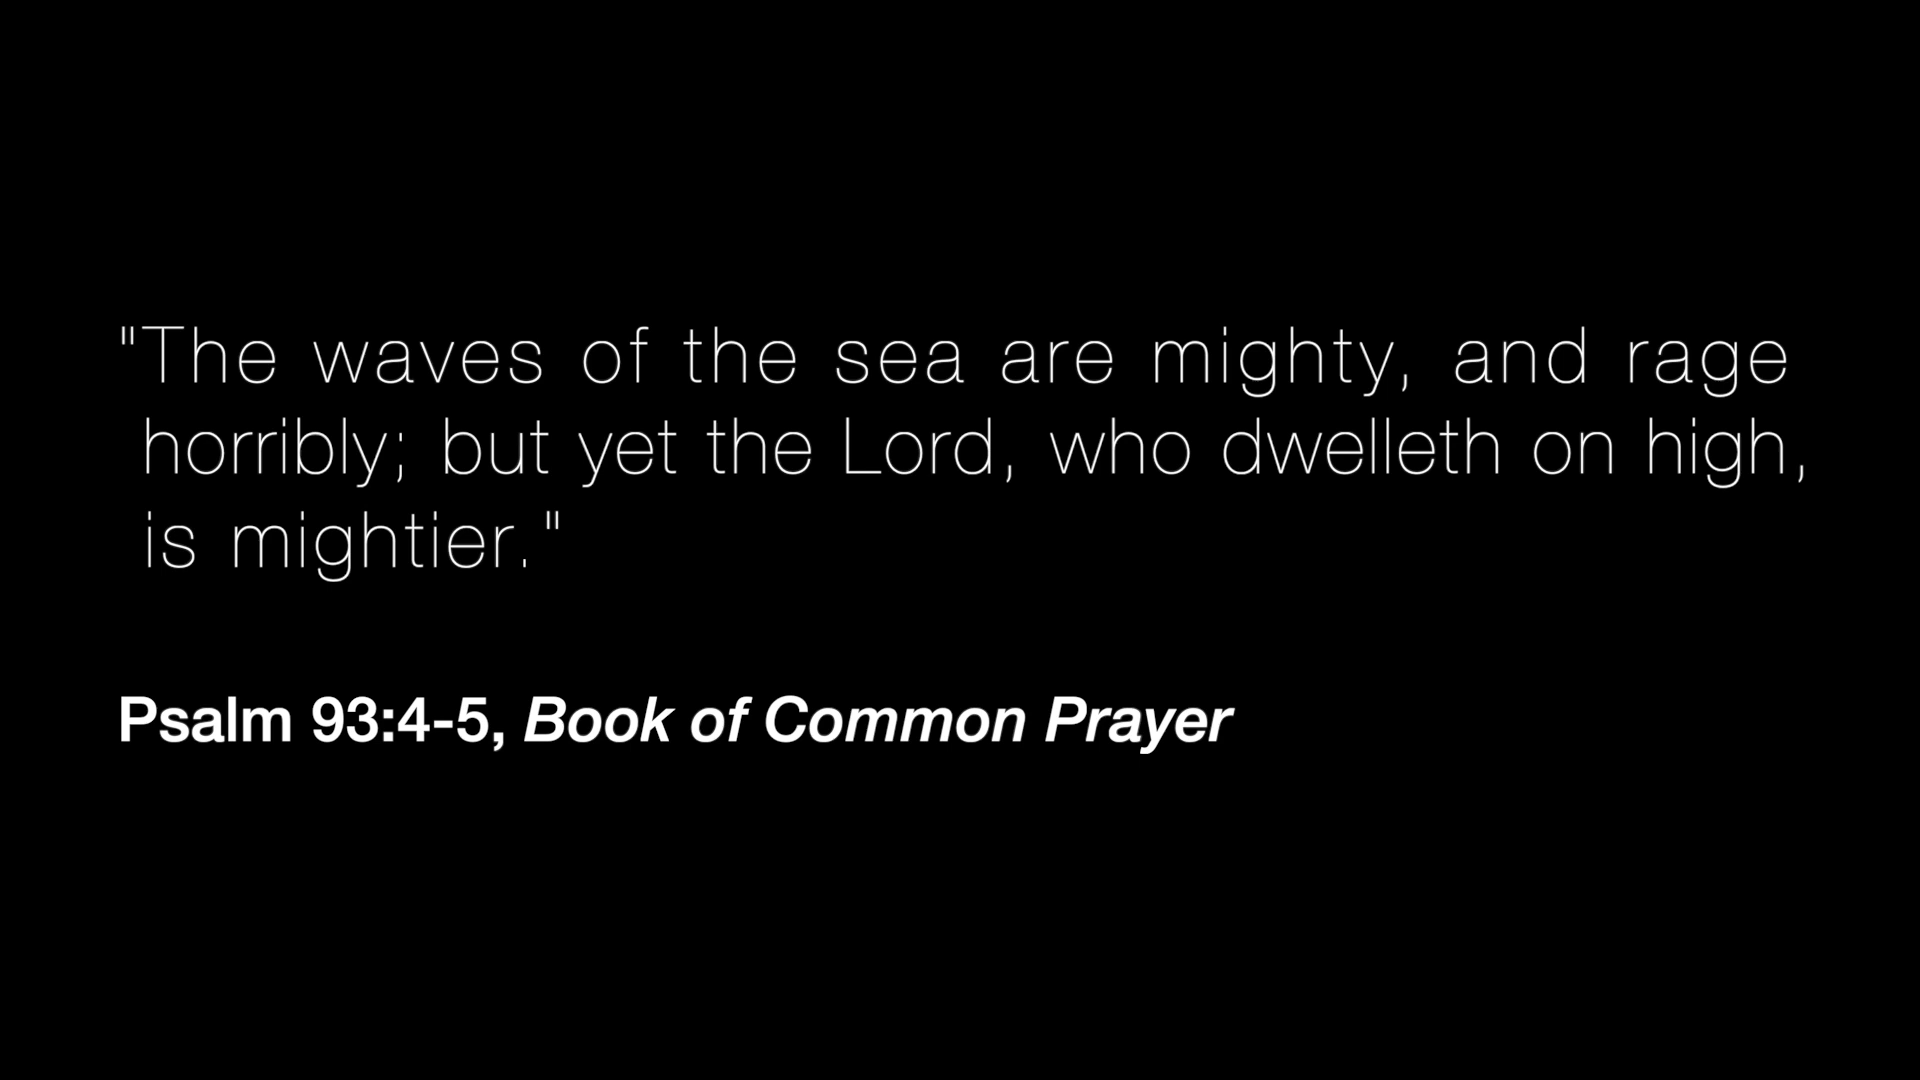 "The waves of the sea are mighty, and rage
horribly; but yet the Lord, who dwelleth on high,
is mightier."
Psalm 93:4-5, Book of Common Prayer